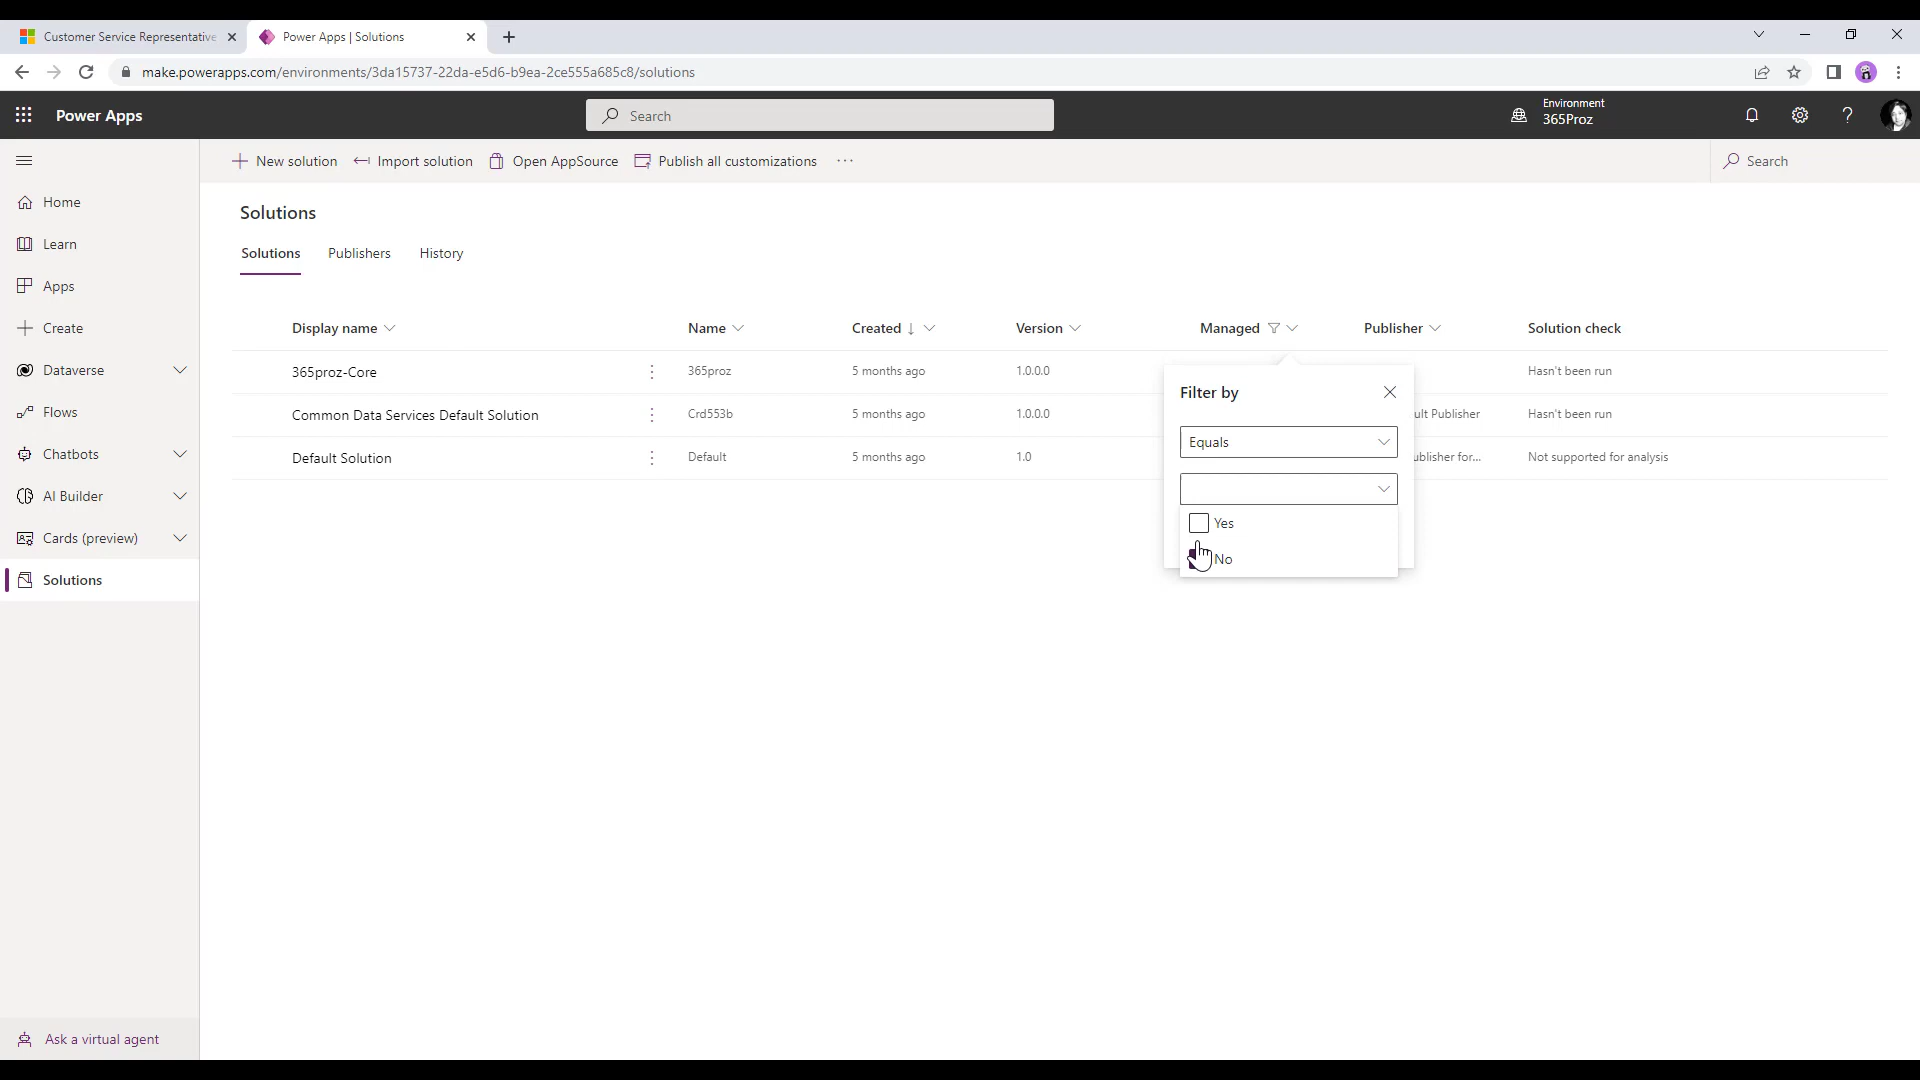 Customer Service Representative
Power Apps | Solutions
make.powerapps.com/environments/3da15737-22da-e5d6-b9ea-2ce555a685c8/solutions
Power Apps
Search
Environment
365Proz
New solution
Import solution
Open AppSource
Publish all customizations
Search
Home
Learn
Apps
Create
Dataverse
Flows
Chatbots
AI Builder
Cards (preview)
Solutions
Ask a virtual agent
Solutions
Solutions Publishers History
Display name Name Created Version Managed Publisher Solution check
365proz-Core 365proz 5 months ago 1.0.0.0 Hasn't been run
Common Data Services Default Solution Crd553b 5 months ago 1.0.0.0 ult Publisher Hasn't been run
Default Solution Default 5 months ago 1.0 ublisher for... Not supported for analysis
Filter by
Equals
Yes
No